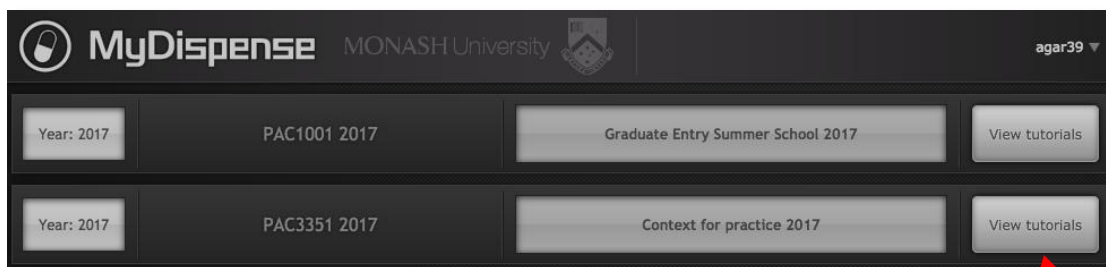 MyDispense MONASH University agar39
Year: 2017 PAC1001 2017 Graduate Entry Summer School 2017 View tutorials
Year: 2017 PAC3351 2017 Context for practice 2017 View tutorials